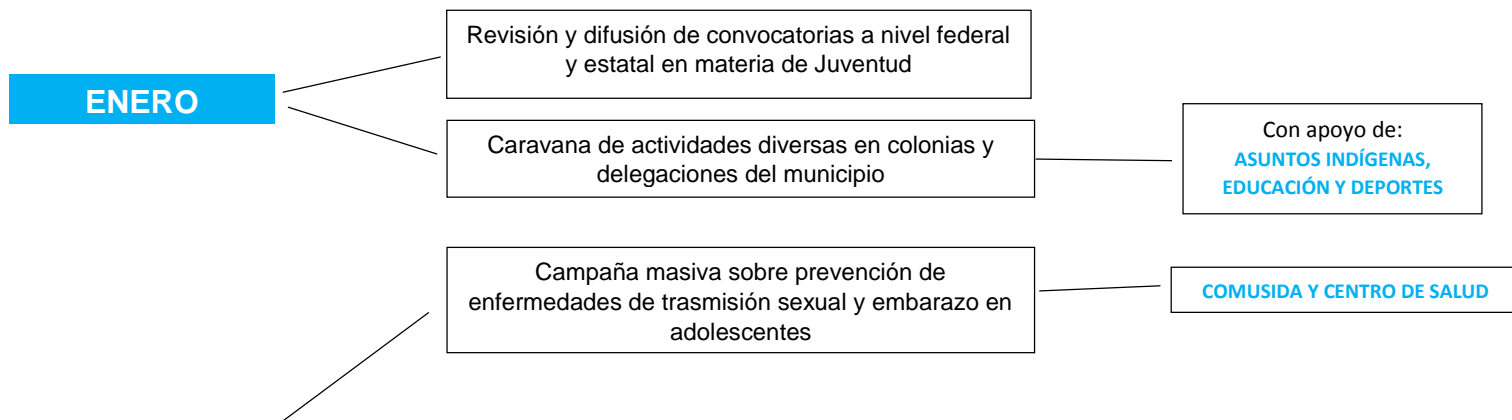 Revisión y difusión de convocatorias a nivel federal
y estatal en materia de Juventud
ENERO
Caravana de actividades diversas en colonias y
delegaciones del municipio
Con apoyo de:
ASUNTOS INDÍGENAS,
EDUCACIÓN Y DEPORTES
Campaña masiva sobre prevención de
enfermedades de trasmisión sexual y embarazo en
adolescentes
COMUSIDA Y CENTRO DE SALUD